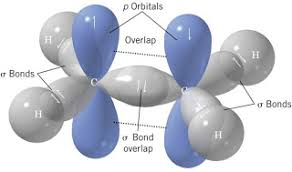 p Orbitals
Overlap
H
H
σ Bonds
C
C
σ Bonds
H
H
σ Bond
overlap